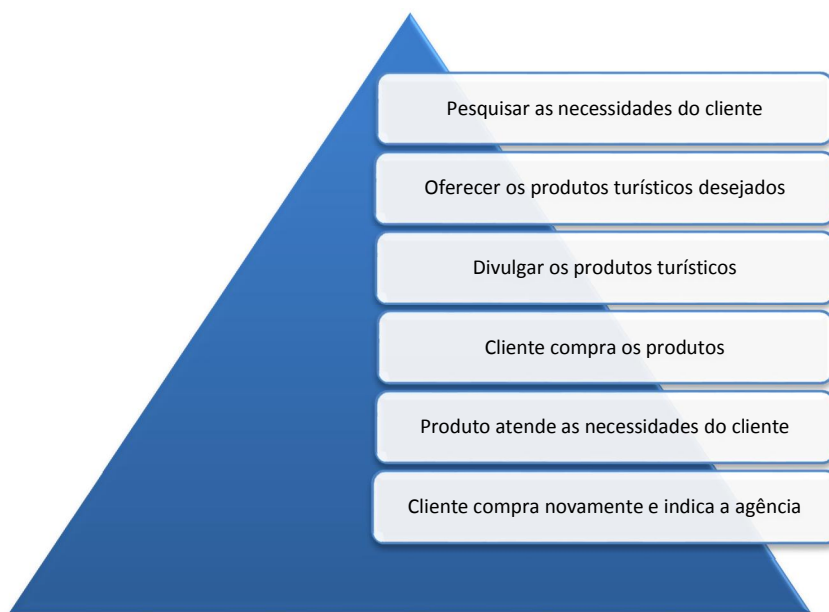 Pesquisar as necessidades do cliente
Oferecer os produtos turísticos desejados
Divulgar os produtos turísticos
Cliente compra os produtos
Produto atende as necessidades do cliente
Cliente compra novamente e indica a agência